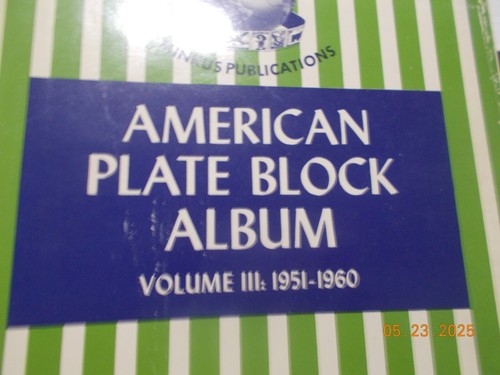 PUBLICATIONS
AMERICAN
PLATE BLOCK
ALBUM
VOLUME III: 1951-1960
05 23 2025